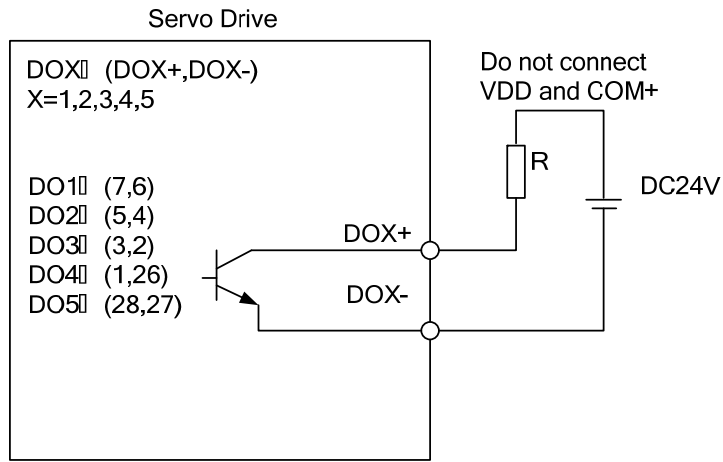 Servo Drive
DOX▯ (DOX+,DOX-)
X=1,2,3,4,5
Do not connect
VDD and COM+
R
DC24V
DO1▯ (7,6)
DO2▯ (5,4)
DO3▯ (3,2)
DO4▯ (1,26)
DO5▯ (28,27)
DOX+
DOX-